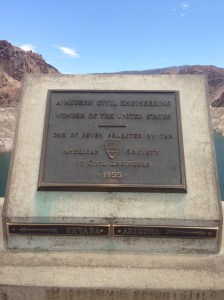 A MODERN CIVIL ENGINEERING
WONDER OF THE UNITED STATES
ONE OF SEVEN SELECTED BY THE
AMERICAN SOCIETY
OF CIVIL ENGINEERS
-1955-
NEVADA ARIZONA